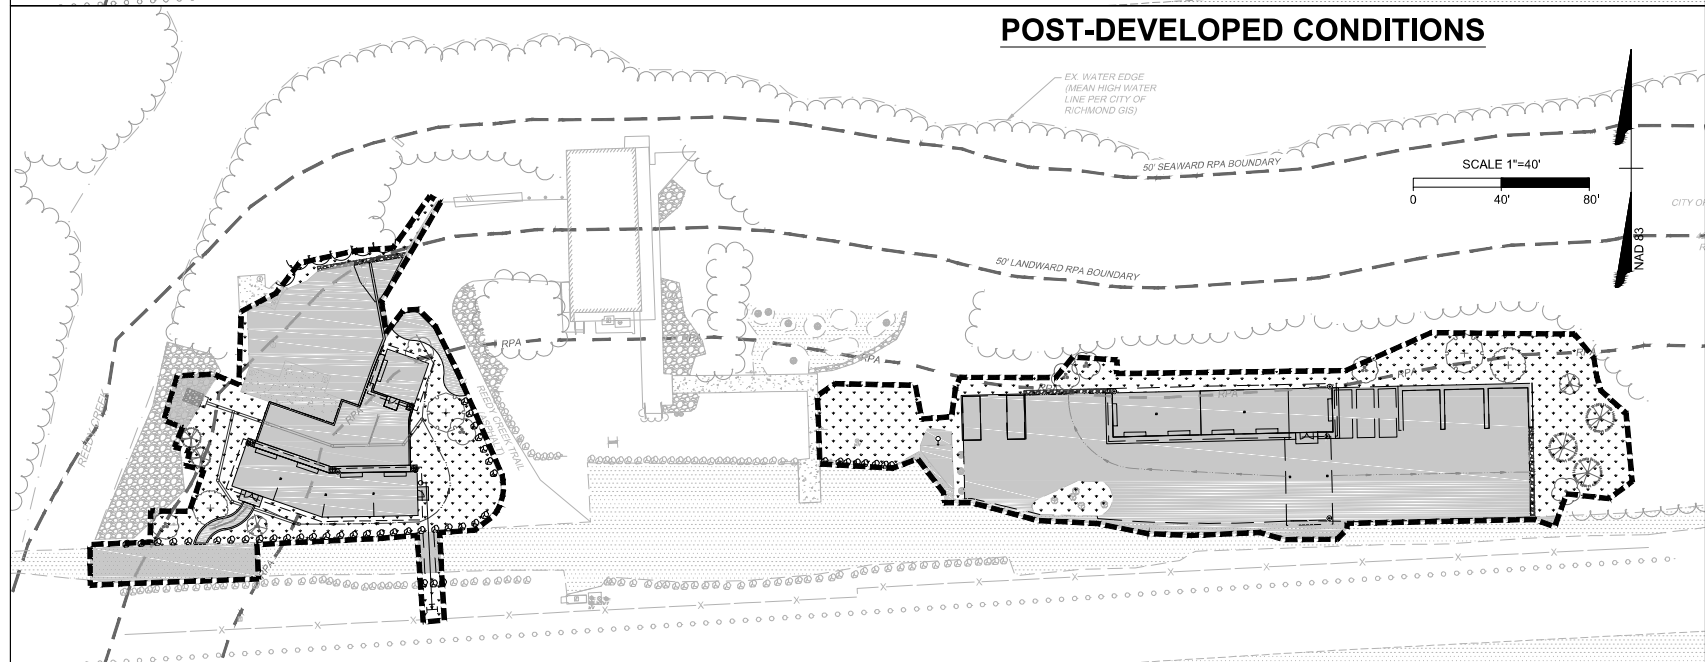 POST-DEVELOPED CONDITIONS
EX. WATER EDGE
(MEAN HIGH WATER
LINE PER CITY OF
RICHMOND GIS)
50' SEAWARD RPA BOUNDARY
SCALE 1"=40'
0 40' 80'
CITY OF
NAD 83
50' LANDWARD RPA BOUNDARY
RPA
RPA
RPA
RPA
RPA
REEDY CREEK TRAIL
RPA